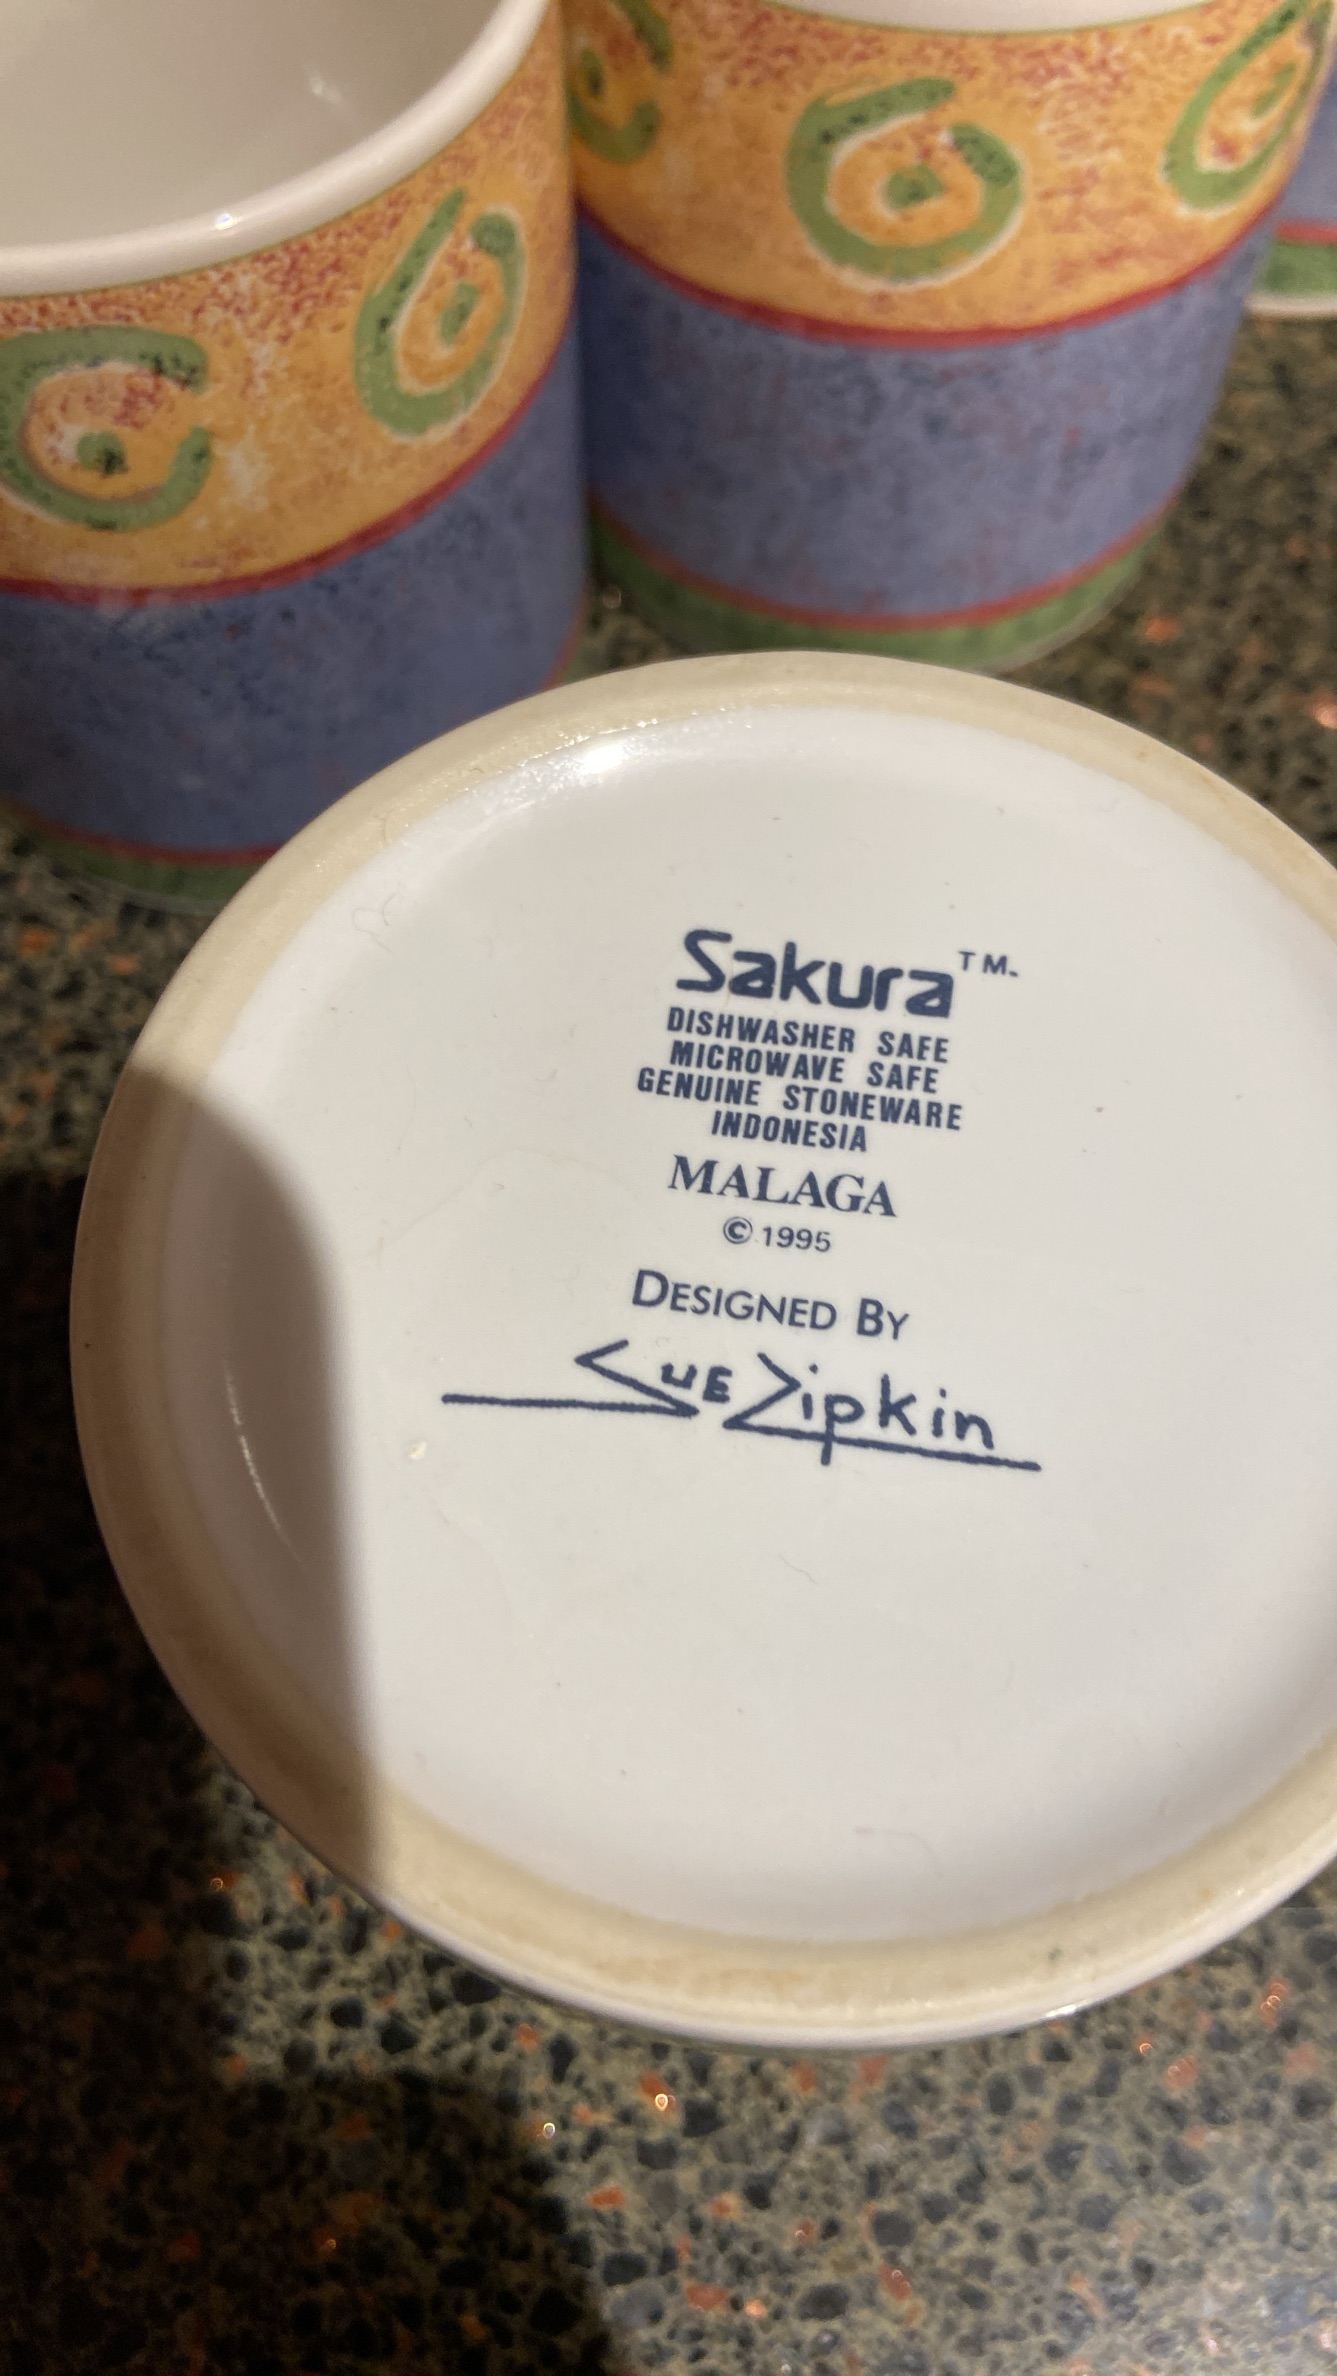 Sakura™.
DISHWASHER SAFE
MICROWAVE SAFE
GENUINE STONEWARE
INDONESIA
MALAGA
© 1995
DESIGNED BY
SUE Zipkin